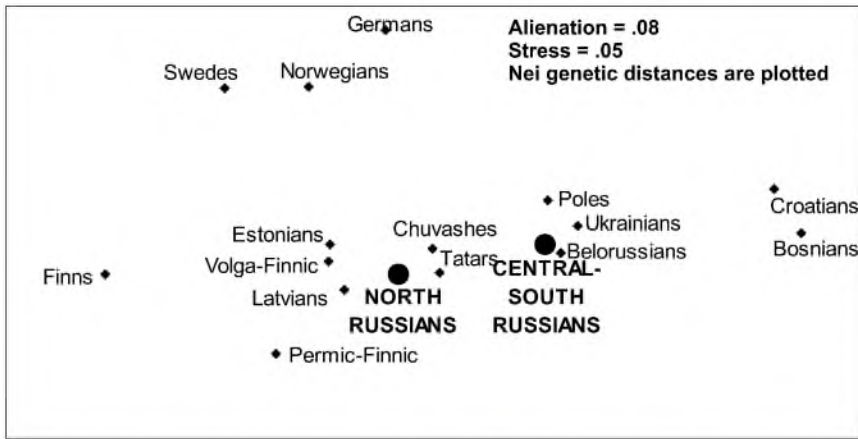 Germans
Alienation = .08
Stress = .05
Nei genetic distances are plotted
Swedes
Norwegians
Poles
Croatians
Ukrainians
Chuvashes
Estonians
Bosnians
Belorussians
Tatars
Volga-Finnic
Finns
CENTRAL-
SOUTH
RUSSIANS
Latvians
NORTH
RUSSIANS
Permic-Finnic